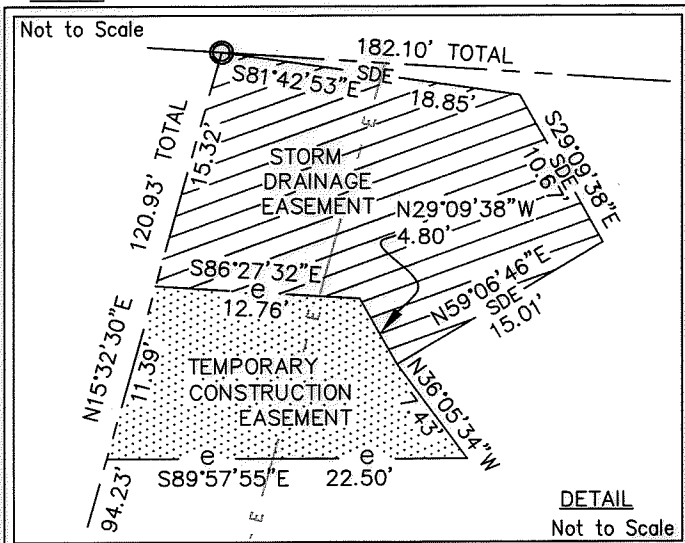 Not to Scale
182.10' TOTAL
S81°42'53"E
SDE
18.85'
120.93' TOTAL
15.32'
STORM
DRAINAGE
EASEMENT
S29°09'38"E
SDE
10.67'
N29°09'38"W
4.80'
S86°27'32"E
e
12.76'
N59°06'46"E
SDE
15.01'
N15°32'30"E
11.39'
TEMPORARY
CONSTRUCTION
EASEMENT
N36°05'34"W
7.43'
e e
S89°57'55"E 22.50'
94.23'
E
E
E
DETAIL
Not to Scale